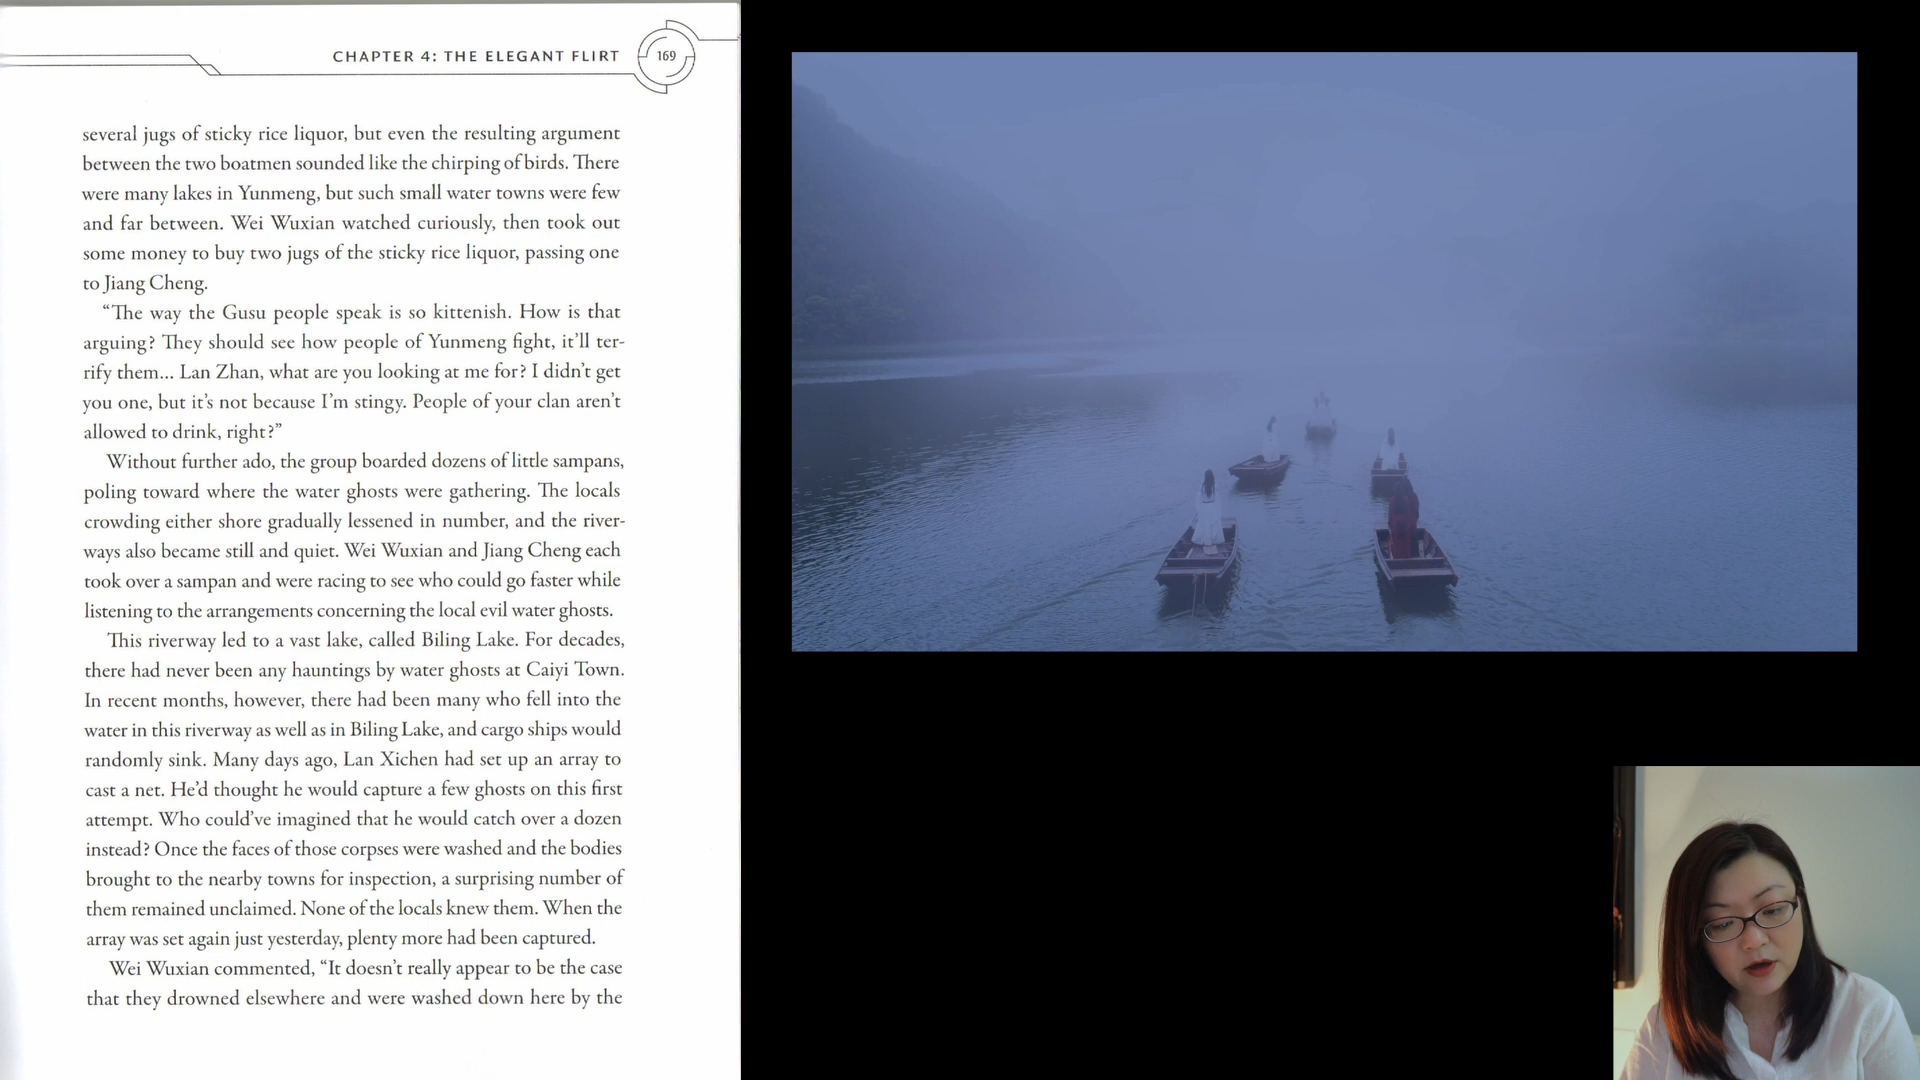 CHAPTER 4: THE ELEGANT FLIRT 169
several jugs of sticky rice liquor, but even the resulting argument
between the two boatmen sounded like the chirping of birds. There
were many lakes in Yunmeng, but such small water towns were few
and far between. Wei Wuxian watched curiously, then took out
some money to buy two jugs of the sticky rice liquor, passing one
to Jiang Cheng.
“The way the Gusu people speak is so kittenish. How is that
arguing? They should see how people of Yunmeng fight, it’ll ter-
rify them... Lan Zhan, what are you looking at me for? I didn’t get
you one, but it’s not because I’m stingy. People of your clan aren’t
allowed to drink, right?”
Without further ado, the group boarded dozens of little sampans,
poling toward where the water ghosts were gathering. The locals
crowding either shore gradually lessened in number, and the river-
ways also became still and quiet. Wei Wuxian and Jiang Cheng each
took over a sampan and were racing to see who could go faster while
listening to the arrangements concerning the local evil water ghosts.
This riverway led to a vast lake, called Biling Lake. For decades,
there had never been any hauntings by water ghosts at Caiyi Town.
In recent months, however, there had been many who fell into the
water in this riverway as well as in Biling Lake, and cargo ships would
randomly sink. Many days ago, Lan Xichen had set up an array to
cast a net. He’d thought he would capture a few ghosts on this first
attempt. Who could’ve imagined that he would catch over a dozen
instead? Once the faces of those corpses were washed and the bodies
brought to the nearby towns for inspection, a surprising number of
them remained unclaimed. None of the locals knew them. When the
array was set again just yesterday, plenty more had been captured.
Wei Wuxian commented, “It doesn’t really appear to be the case
that they drowned elsewhere and were washed down here by the